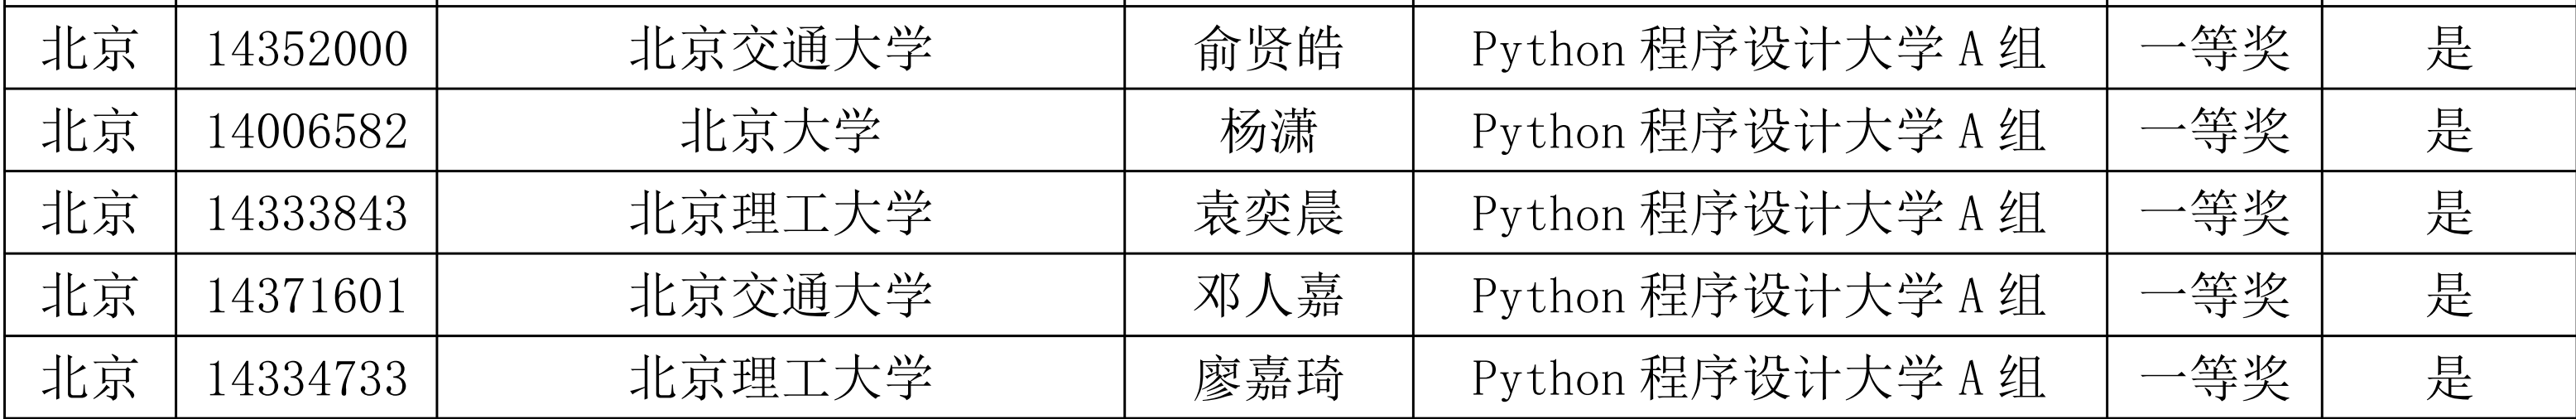 北京 14352000 北京交通大学 俞贤皓 Python 程序设计大学 A 组 一等奖 是
北京 14006582 北京大学 杨潇 Python 程序设计大学 A 组 一等奖 是
北京 14333843 北京理工大学 袁奕晨 Python 程序设计大学 A 组 一等奖 是
北京 14371601 北京交通大学 邓人嘉 Python 程序设计大学 A 组 一等奖 是
北京 14334733 北京理工大学 廖嘉琦 Python 程序设计大学 A 组 一等奖 是